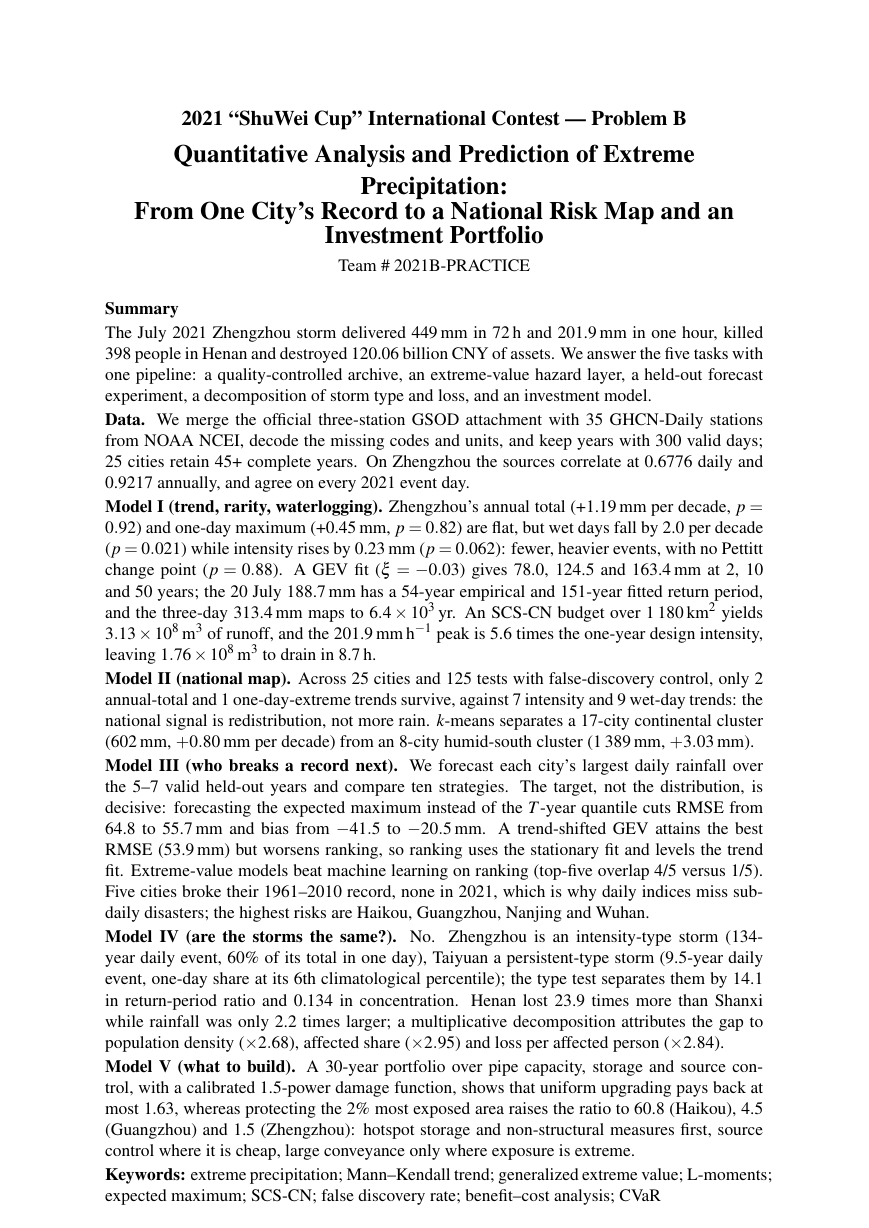 2021 “ShuWei Cup” International Contest — Problem B
Quantitative Analysis and Prediction of Extreme
Precipitation:
From One City’s Record to a National Risk Map and an
Investment Portfolio
Team # 2021B-PRACTICE
Summary
The July 2021 Zhengzhou storm delivered 449 mm in 72 h and 201.9 mm in one hour, killed
398 people in Henan and destroyed 120.06 billion CNY of assets. We answer the five tasks with
one pipeline: a quality-controlled archive, an extreme-value hazard layer, a held-out forecast
experiment, a decomposition of storm type and loss, and an investment model.
Data. We merge the official three-station GSOD attachment with 35 GHCN-Daily stations
from NOAA NCEI, decode the missing codes and units, and keep years with 300 valid days;
25 cities retain 45+ complete years. On Zhengzhou the sources correlate at 0.6776 daily and
0.9217 annually, and agree on every 2021 event day.
Model I (trend, rarity, waterlogging). Zhengzhou’s annual total (+1.19 mm per decade, p =
0.92) and one-day maximum (+0.45 mm, p = 0.82) are flat, but wet days fall by 2.0 per decade
(p = 0.021) while intensity rises by 0.23 mm (p = 0.062): fewer, heavier events, with no Pettitt
change point (p = 0.88). A GEV fit (ξ = −0.03) gives 78.0, 124.5 and 163.4 mm at 2, 10
and 50 years; the 20 July 188.7 mm has a 54-year empirical and 151-year fitted return period,
and the three-day 313.4 mm maps to 6.4 × 10³ yr. An SCS-CN budget over 1 180 km² yields
3.13 × 10⁸ m³ of runoff, and the 201.9 mm h⁻¹ peak is 5.6 times the one-year design intensity,
leaving 1.76 × 10⁸ m³ to drain in 8.7 h.
Model II (national map). Across 25 cities and 125 tests with false-discovery control, only 2
annual-total and 1 one-day-extreme trends survive, against 7 intensity and 9 wet-day trends: the
national signal is redistribution, not more rain. k-means separates a 17-city continental cluster
(602 mm, +0.80 mm per decade) from an 8-city humid-south cluster (1 389 mm, +3.03 mm).
Model III (who breaks a record next). We forecast each city’s largest daily rainfall over
the 5–7 valid held-out years and compare ten strategies. The target, not the distribution, is
decisive: forecasting the expected maximum instead of the T-year quantile cuts RMSE from
64.8 to 55.7 mm and bias from −41.5 to −20.5 mm. A trend-shifted GEV attains the best
RMSE (53.9 mm) but worsens ranking, so ranking uses the stationary fit and levels the trend
fit. Extreme-value models beat machine learning on ranking (top-five overlap 4/5 versus 1/5).
Five cities broke their 1961–2010 record, none in 2021, which is why daily indices miss sub-
daily disasters; the highest risks are Haikou, Guangzhou, Nanjing and Wuhan.
Model IV (are the storms the same?). No. Zhengzhou is an intensity-type storm (134-
year daily event, 60% of its total in one day), Taiyuan a persistent-type storm (9.5-year daily
event, one-day share at its 6th climatological percentile); the type test separates them by 14.1
in return-period ratio and 0.134 in concentration. Henan lost 23.9 times more than Shanxi
while rainfall was only 2.2 times larger; a multiplicative decomposition attributes the gap to
population density (×2.68), affected share (×2.95) and loss per affected person (×2.84).
Model V (what to build). A 30-year portfolio over pipe capacity, storage and source con-
trol, with a calibrated 1.5-power damage function, shows that uniform upgrading pays back at
most 1.63, whereas protecting the 2% most exposed area raises the ratio to 60.8 (Haikou), 4.5
(Guangzhou) and 1.5 (Zhengzhou): hotspot storage and non-structural measures first, source
control where it is cheap, large conveyance only where exposure is extreme.
Keywords: extreme precipitation; Mann–Kendall trend; generalized extreme value; L-moments;
expected maximum; SCS-CN; false discovery rate; benefit–cost analysis; CVaR